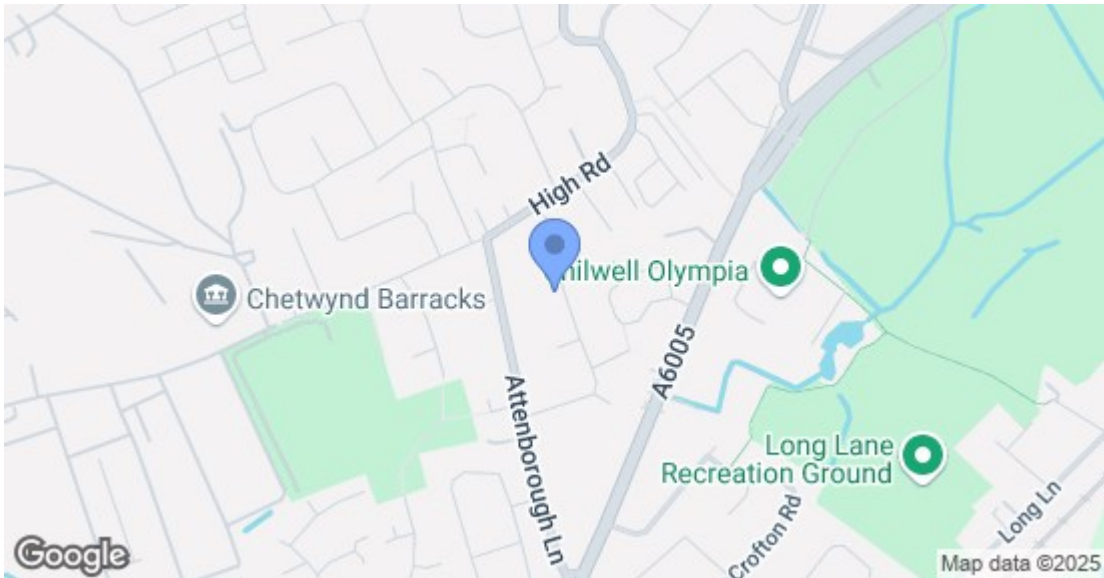 High Rd
hilwell Olympia
Chetwynd Barracks
A6005
Attenborough Ln
Long Lane
Recreation Ground
Crofton Rd
Long Ln
Google
Map data ©2025